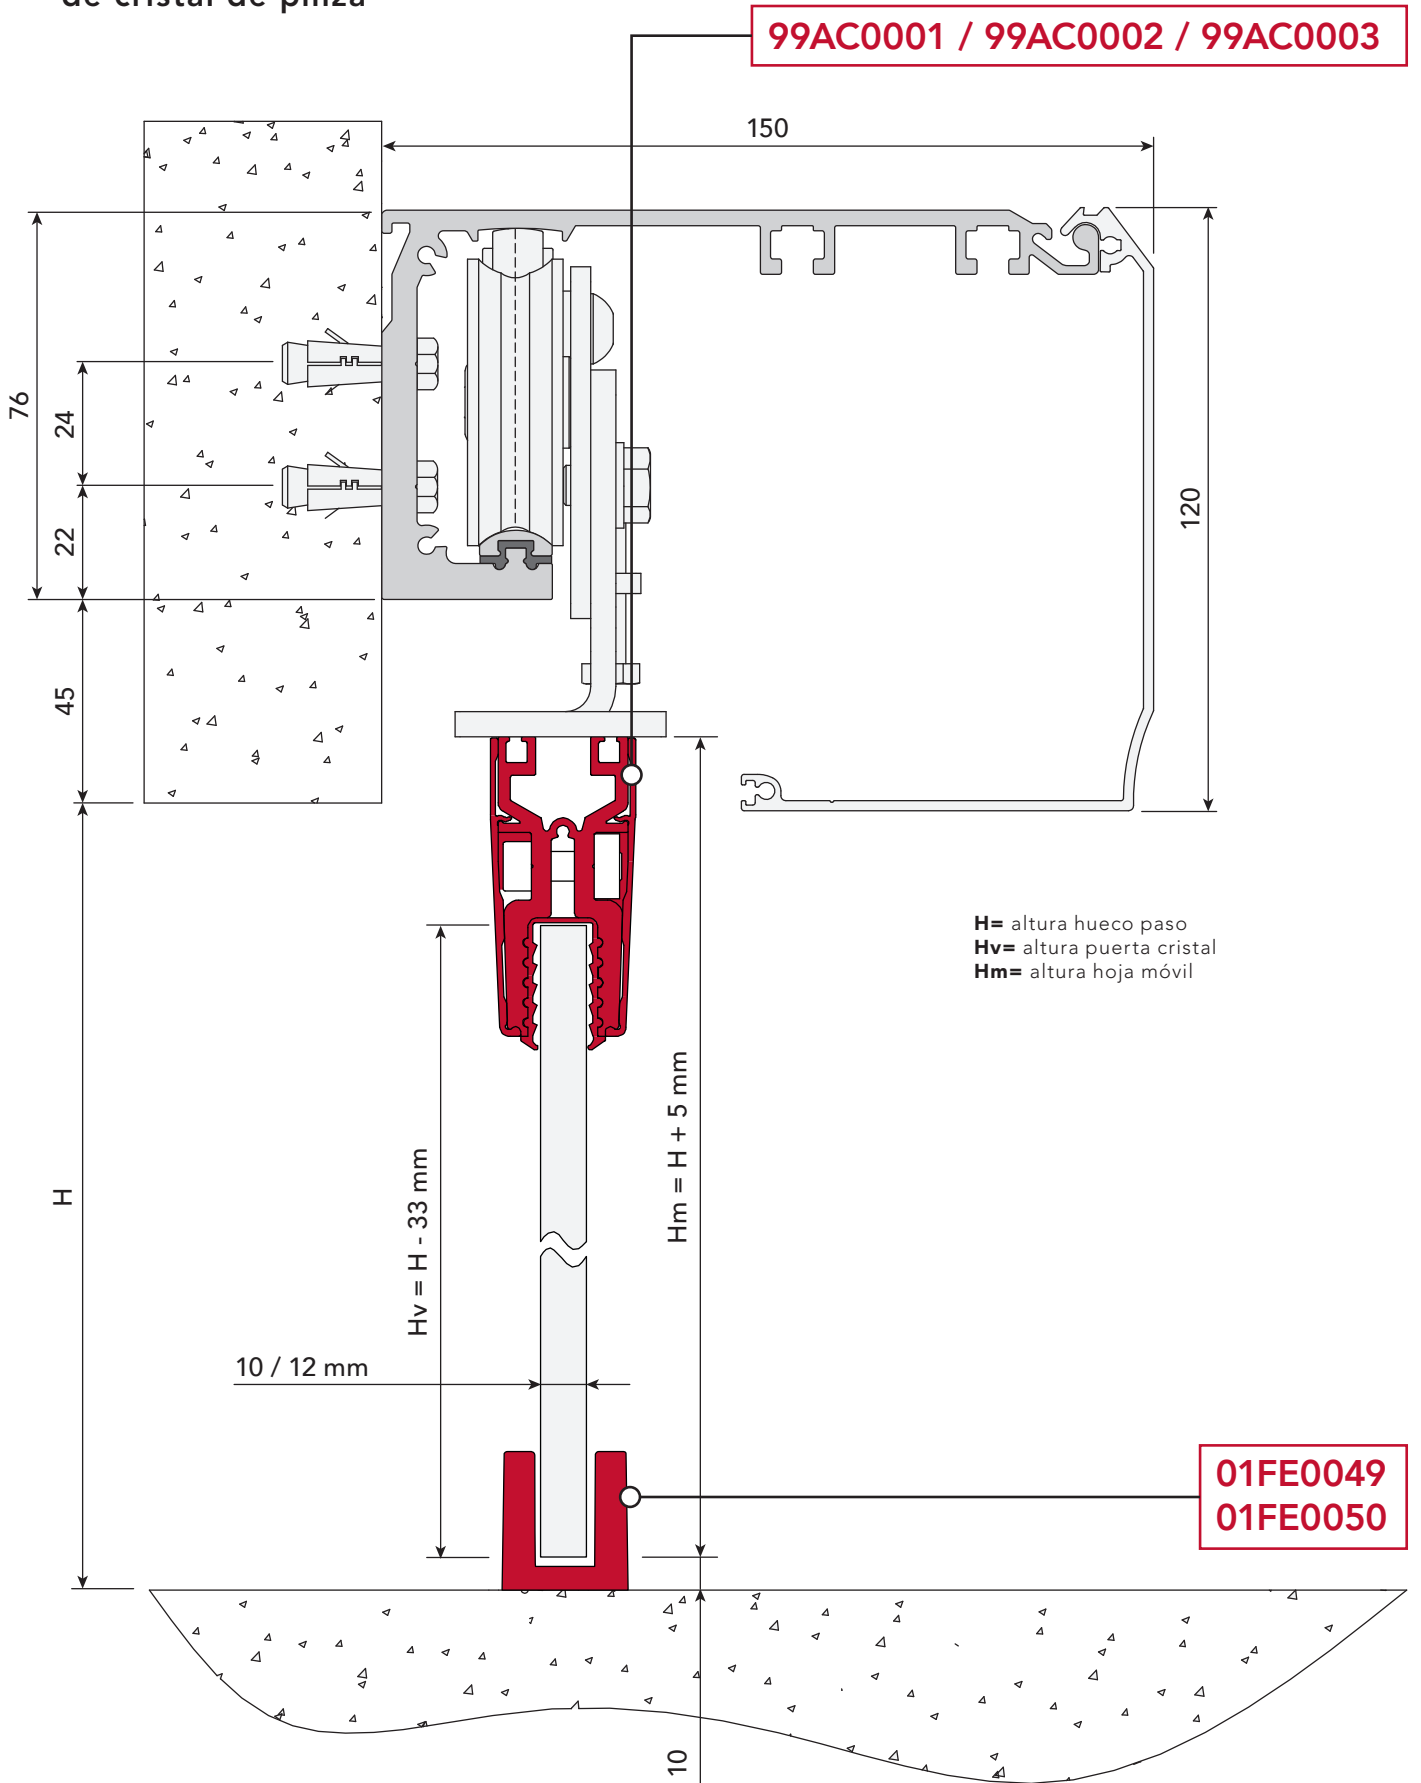 de cristal de pinza
99AC0001 / 99AC0002 / 99AC0003
150
76
24
22
45
120
H= altura hueco paso
Hv= altura puerta cristal
Hm= altura hoja móvil
H
Hv = H - 33 mm
Hm = H + 5 mm
10 / 12 mm
01FE0049
01FE0050
10